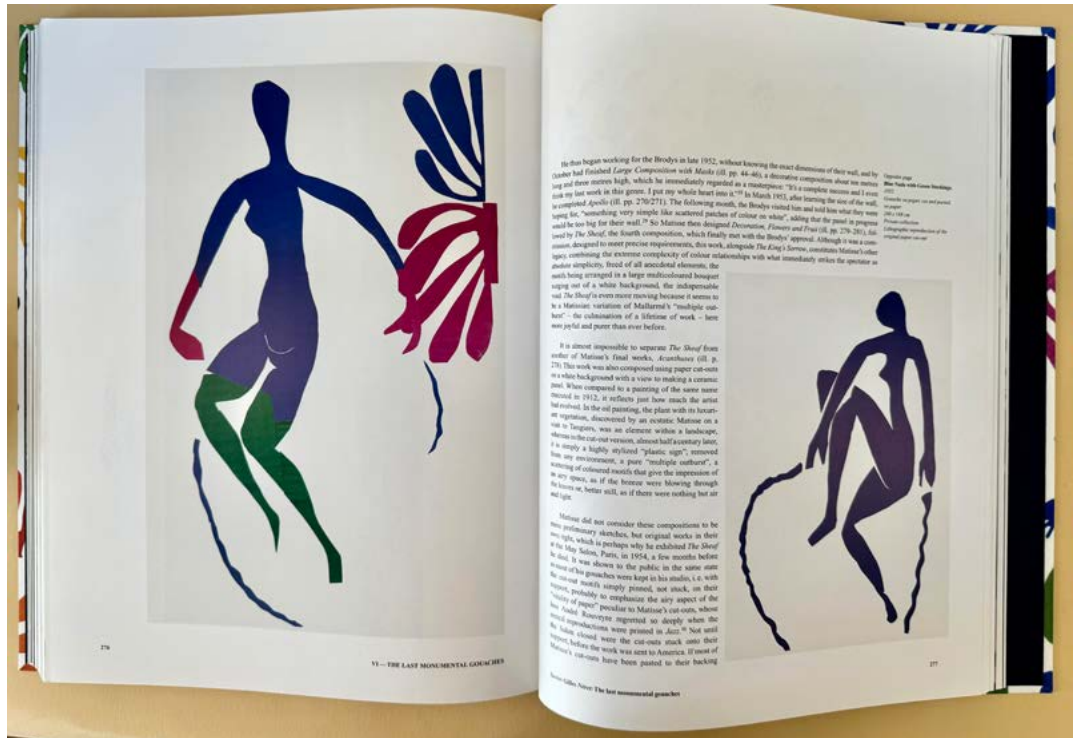 276
VI — THE LAST MONUMENTAL GOUACHES
He thus began working for the Brodys in late 1952, without knowing the exact dimensions of their wall, and by
October had finished Large Composition with Masks (ill. pp. 44–46), a decorative composition about ten metres
long and three metres high, which he immediately regarded as a masterpiece: "It's a complete success and I even
think my last work in this genre. I put my whole heart into it." In March 1953, after learning the size of the wall,
he completed Apollo (ill. pp. 270/271). The following month, the Brodys visited him and told him what they were
hoping for, "something very simple like scattered patches of colour on white", adding that the panel in progress
would be too big for their wall. So Matisse then designed Decoration, Flowers and Fruit (ill. pp. 278–281), fol-
lowed by The Sheaf, the fourth composition, which finally met with the Brodys' approval. Although it was a com-
mission, designed to meet precise requirements, this work, alongside The King's Sorrow, constitutes Matisse's other
legacy, combining the extreme complexity of colour relationships with what immediately strikes the spectator as
absolute simplicity, freed of all anecdotal elements, the
motifs being arranged in a large multicoloured bouquet
surging out of a white background, the indispensable
void. The Sheaf is even more moving because it seems to
be a Matissian variation of Mallarmé's "multiple out-
burst" – the culmination of a lifetime of work – here
more joyful and purer than ever before.
It is almost impossible to separate The Sheaf from
another of Matisse's final works, Acanthuses (ill. p.
278) This work was also composed using paper cut-outs
on a white background with a view to making a ceramic
panel. When compared to a painting of the same name
executed in 1912, it reflects just how much the artist
had evolved. In the oil painting, the plant with its luxuri-
ant vegetation, discovered by an ecstatic Matisse on a
visit to Tangiers, was an element within a landscape,
whereas in the cut-out version, almost half a century later,
it is simply a highly stylized "plastic sign", removed
from any environment, a pure "multiple outburst", a
scattering of coloured motifs that give the impression of
an airy space, as if the breeze were blowing through
the leaves or, better still, as if there were nothing but air
and light.
Matisse did not consider these compositions to be
mere preliminary sketches, but original works in their
own right, which is perhaps why he exhibited The Sheaf
at the May Salon, Paris, in 1954, a few months before
he died. It was shown to the public in the same state
as most of his gouaches were kept in his studio, i.e. with
the cut-out motifs simply pinned, not stuck, on their
support, probably to emphasize the airy aspect of the
"vitality of paper" peculiar to Matisse's cut-outs, whose
loss André Rouveyre regretted so deeply when the
vertical reproductions were printed in Jazz. Not until
the Salon closed were the cut-outs stuck onto their
support, before the work was sent to America. If most of
Matisse's cut-outs have been pasted to their backing
Opposite page
Blue Nude with Green Stockings
1952
Gouache on paper, cut and pasted,
on paper
Private collection
Lithographic reproduction of the
original paper cut-out
277
Gilles Néret: The last monumental gouaches